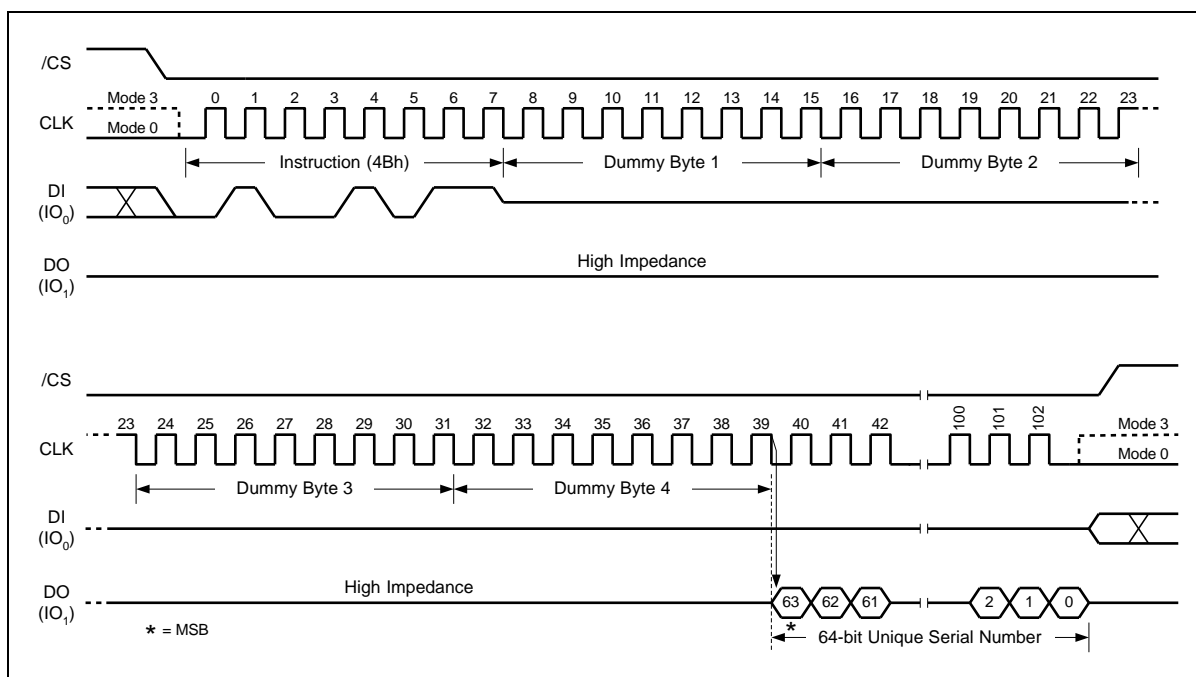 /CS
Mode 3
0 1 2 3 4 5 6 7 8 9 10 11 12 13 14 15 16 17 18 19 20 21 22 23
CLK
Mode 0
Instruction (4Bh)
Dummy Byte 1
Dummy Byte 2
DI
(IO0)
High Impedance
DO
(IO1)
/CS
23 24 25 26 27 28 29 30 31 32 33 34 35 36 37 38 39 40 41 42 100 101 102
Mode 3
CLK
Mode 0
Dummy Byte 3
Dummy Byte 4
DI
(IO0)
High Impedance
DO
(IO1)
63 62 61 2 1 0
* = MSB
*
64-bit Unique Serial Number